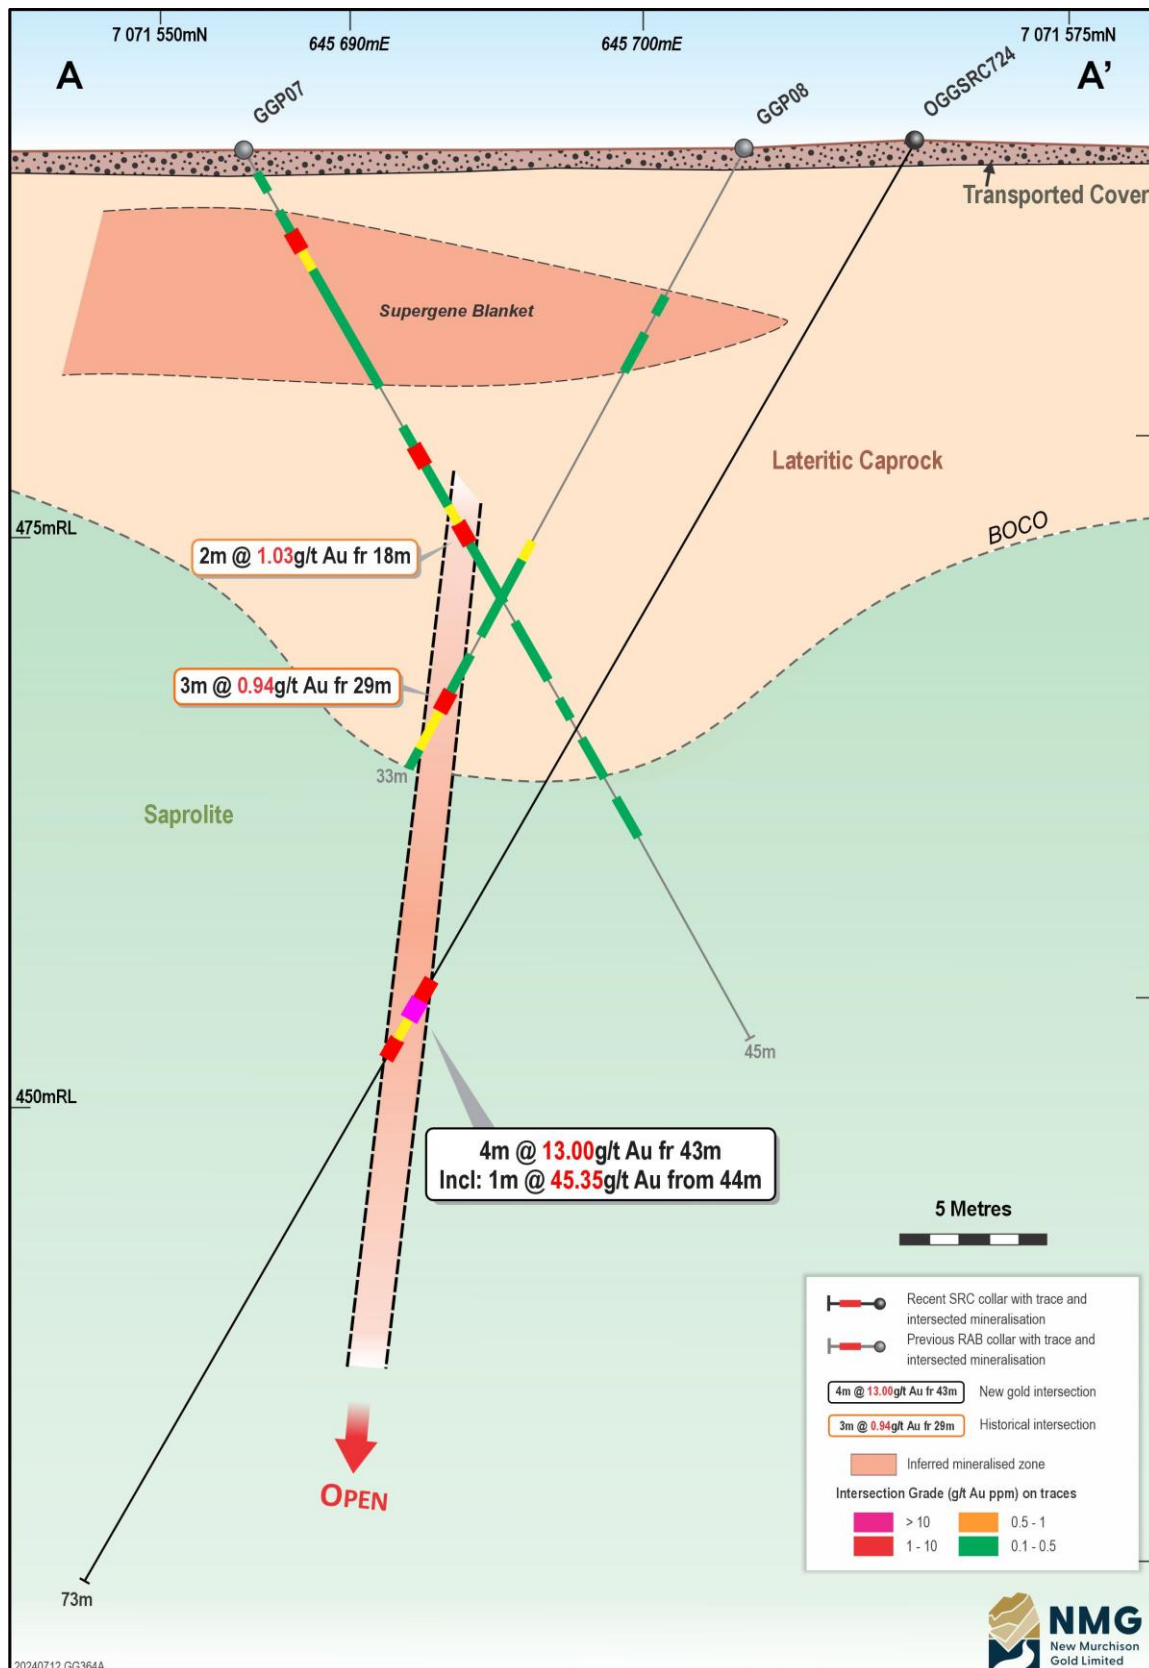 7 071 550mN
645 690mE
645 700mE
7 071 575mN
A
A'
GGP07
GGP08
OGGSRC724
Transported Cover
Supergene Blanket
Lateritic Caprock
BOCO
475mRL
2m @ 1.03g/t Au fr 18m
3m @ 0.94g/t Au fr 29m
33m
Saprolite
45m
450mRL
4m @ 13.00g/t Au fr 43m
Incl: 1m @ 45.35g/t Au from 44m
5 Metres
Recent SRC collar with trace and
intersected mineralisation
Previous RAB collar with trace and
intersected mineralisation
4m @ 13.00g/t Au fr 43m New gold intersection
3m @ 0.94g/t Au fr 29m Historical intersection
Inferred mineralised zone
Intersection Grade (g/t Au ppm) on traces
> 10 0.5 - 1
1 - 10 0.1 - 0.5
OPEN
73m
NMG
New Murchison
Gold Limited
20240712 GG364A